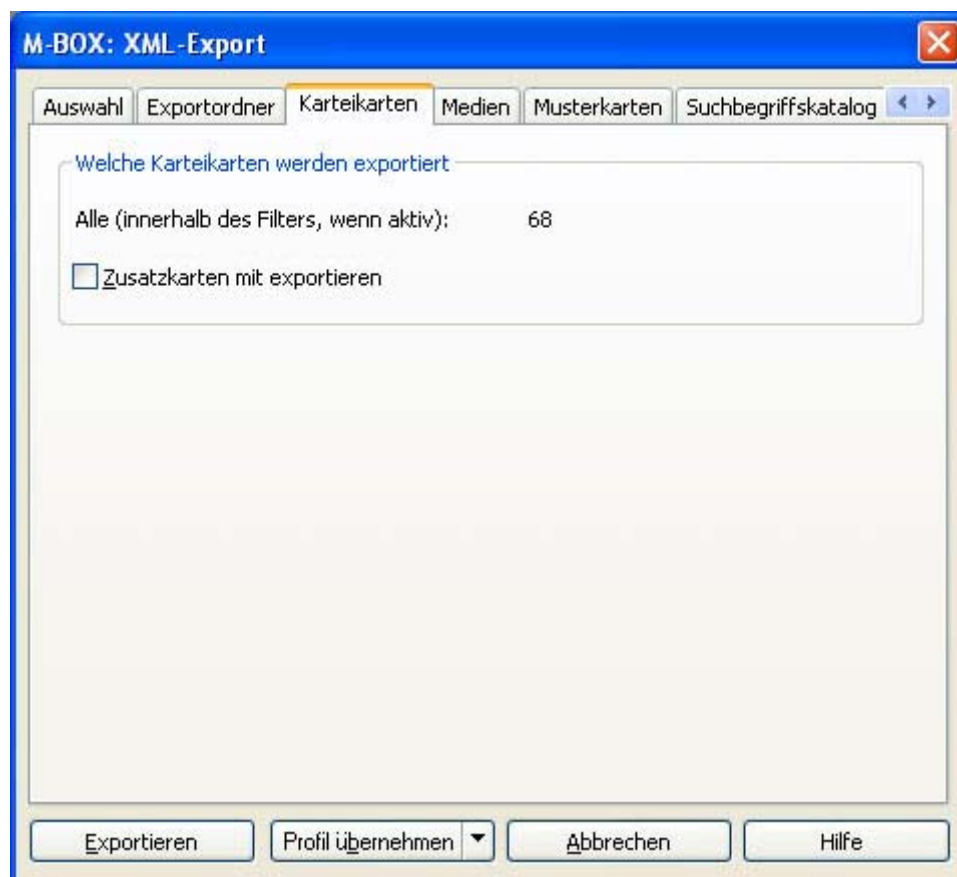 M-BOX: XML-Export
Auswahl Exportordner Karteikarten Medien Musterkarten Suchbegriffskatalog
Welche Karteikarten werden exportiert
Alle (innerhalb des Filters, wenn aktiv): 68
Zusatzkarten mit exportieren
Exportieren Profil übernehmen Abbrechen Hilfe